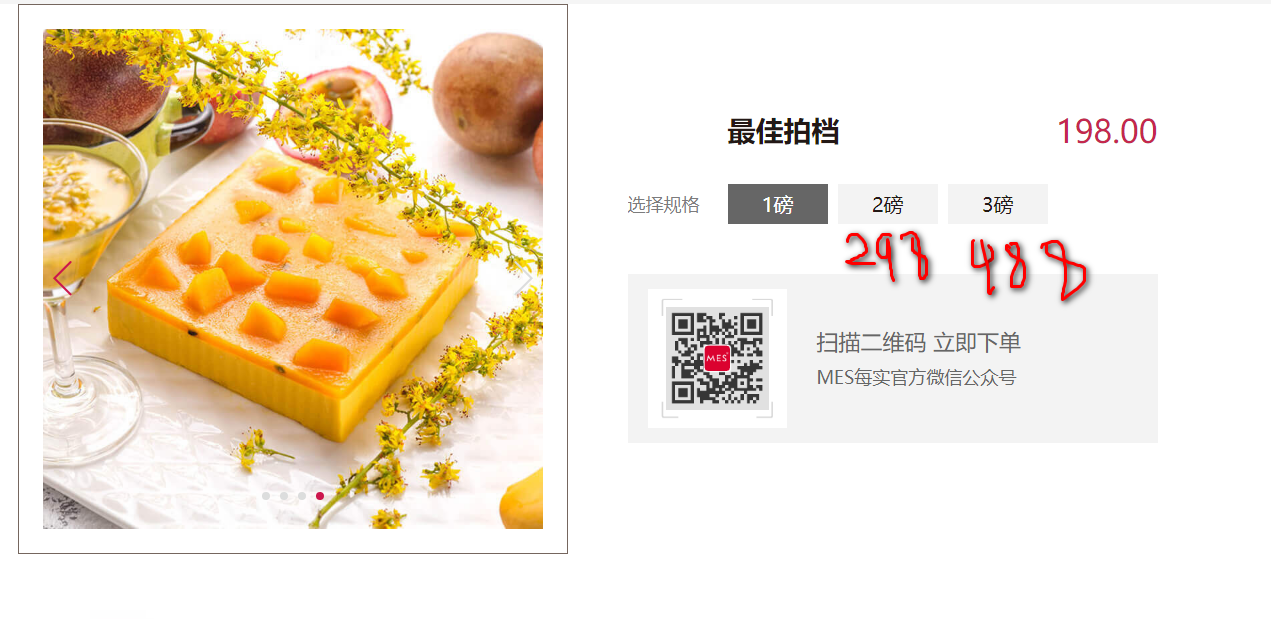 最佳拍档 198.00
选择规格 1磅 2磅 3磅
298 488
MES
扫描二维码 立即下单
MES每实官方微信公众号